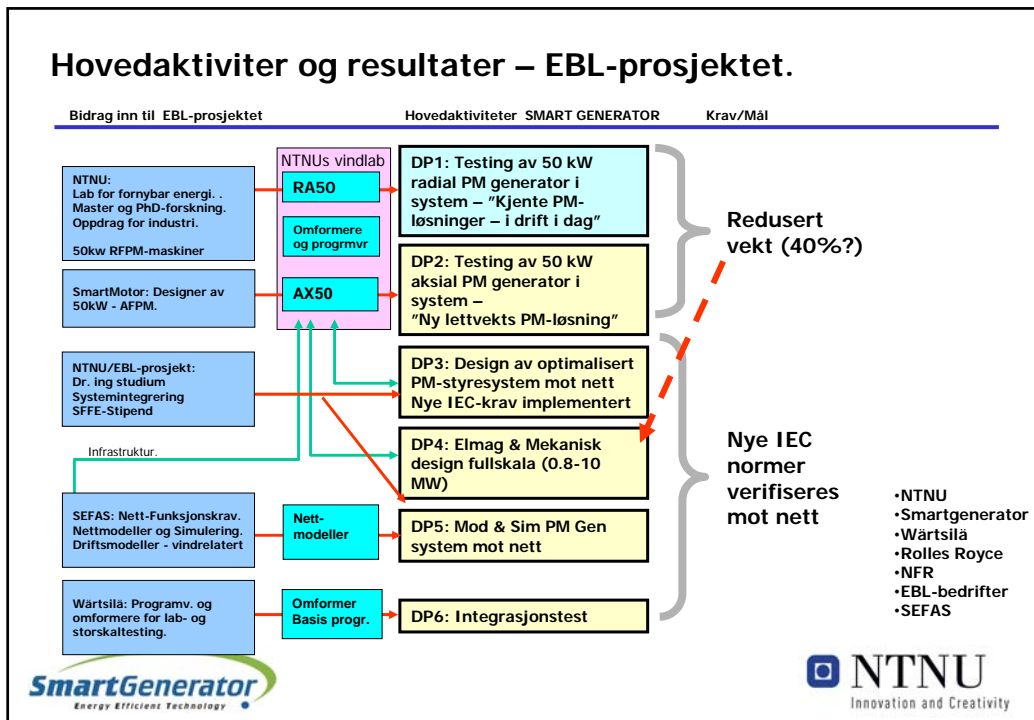 Hovedaktiviter og resultater – EBL-prosjektet.
Bidrag inn til EBL-prosjektet
Hovedaktiviteter SMART GENERATOR
Krav/Mål
NTNU:
Lab for fornybar energi. .
Master og PhD-forskning.
Oppdrag for industri.
50kw RFPM-maskiner
SmartMotor: Designer av
50kW - AFPM.
NTNU/EBL-prosjekt:
Dr. ing studium
Systemintegrering
SFFE-Stipend
Infrastruktur.
SEFAS: Nett-Funksjonskrav.
Nettmodeller og Simulering.
Driftsmodeller - vindrelatert
Wärtsilä: Programv. og
omformere for lab- og
storskaltesting.
NTNUs vindlab
RA50
Omformere
og progrmvr
AX50
Nett-
modeller
Omformer
Basis progr.
DP1: Testing av 50 kW
radial PM generator i
system – ”Kjente PM-
løsninger – i drift i dag”
DP2: Testing av 50 kW
aksial PM generator i
system –
”Ny lettvekts PM-løsning”
DP3: Design av optimalisert
PM-styresystem mot nett
Nye IEC-krav implementert
DP4: Elmag & Mekanisk
design fullskala (0.8-10
MW)
DP5: Mod & Sim PM Gen
system mot nett
DP6: Integrasjonstest
Redusert
vekt (40%?)
Nye IEC
normer
verifiseres
mot nett
•NTNU
•Smartgenerator
•Wärtsilä
•Rolles Royce
•NFR
•EBL-bedrifter
•SEFAS
SmartGenerator
Energy Efficient Technology
NTNU
Innovation and Creativity